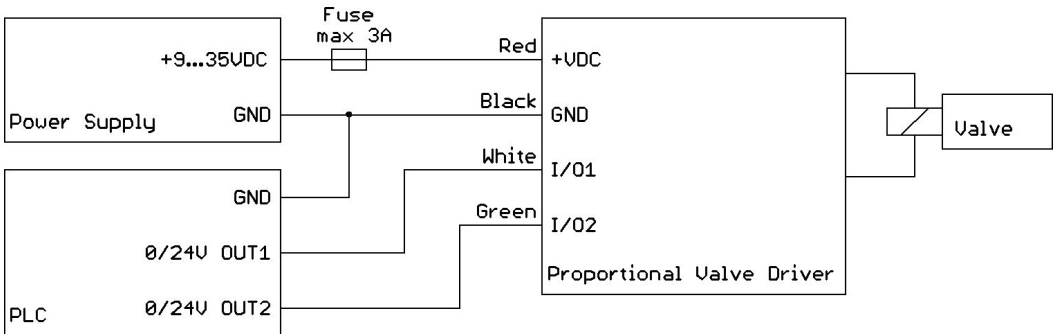 Fuse
max 3A
+9...35VDC
Red
+VDC
GND
Black
GND
Power Supply
White
I/O1
Valve
GND
Green
I/O2
0/24V OUT1
Proportional Valve Driver
0/24V OUT2
PLC